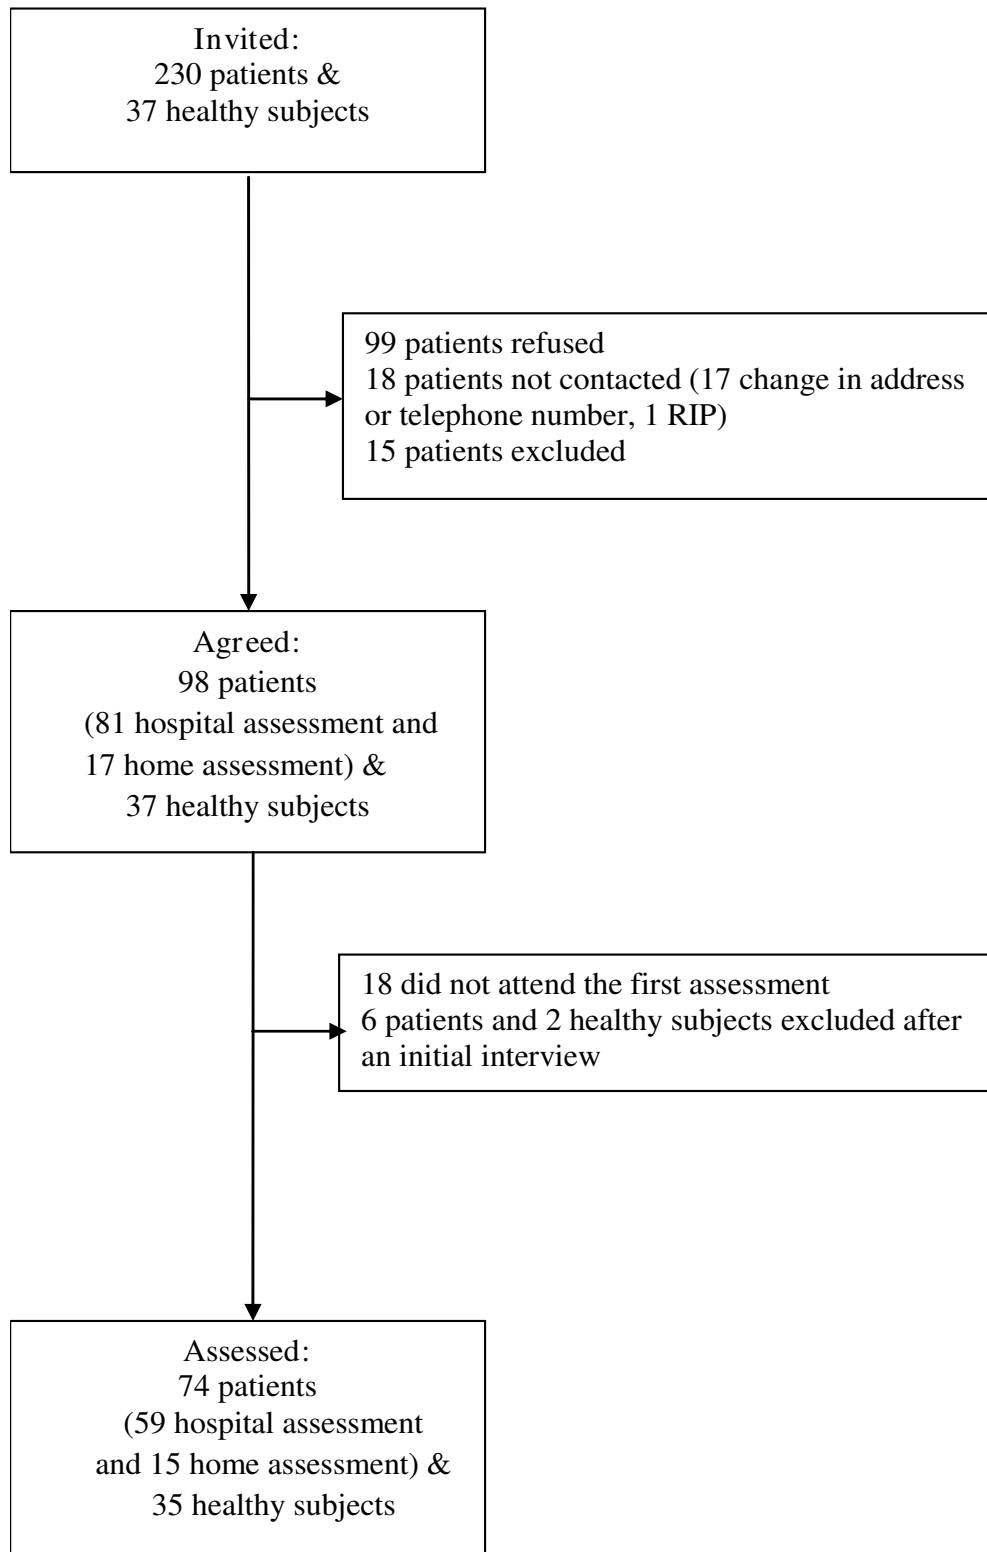 Invited:
230 patients &
37 healthy subjects
99 patients refused
18 patients not contacted (17 change in address
or telephone number, 1 RIP)
15 patients excluded
Agreed:
98 patients
(81 hospital assessment and
17 home assessment) &
37 healthy subjects
18 did not attend the first assessment
6 patients and 2 healthy subjects excluded after
an initial interview
Assessed:
74 patients
(59 hospital assessment
and 15 home assessment) &
35 healthy subjects